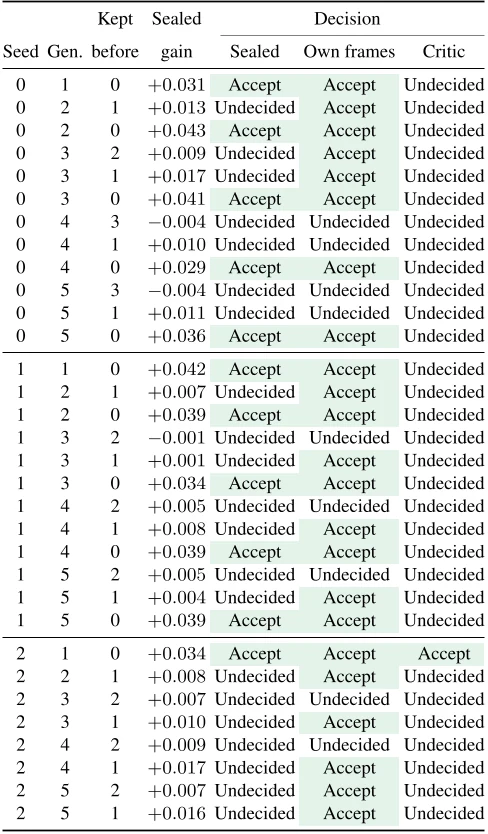 Kept Sealed Decision
Seed Gen. before gain Sealed Own frames Critic
0 1 0 +0.031 Accept Accept Undecided
0 2 1 +0.013 Undecided Accept Undecided
0 2 0 +0.043 Accept Accept Undecided
0 3 2 +0.009 Undecided Accept Undecided
0 3 1 +0.017 Undecided Accept Undecided
0 3 0 +0.041 Accept Accept Undecided
0 4 3 −0.004 Undecided Undecided Undecided
0 4 1 +0.010 Undecided Undecided Undecided
0 4 0 +0.029 Accept Accept Undecided
0 5 3 −0.004 Undecided Undecided Undecided
0 5 1 +0.011 Undecided Undecided Undecided
0 5 0 +0.036 Accept Accept Undecided
1 1 0 +0.042 Accept Accept Undecided
1 2 1 +0.007 Undecided Accept Undecided
1 2 0 +0.039 Accept Accept Undecided
1 3 2 −0.001 Undecided Undecided Undecided
1 3 1 +0.001 Undecided Accept Undecided
1 3 0 +0.034 Accept Accept Undecided
1 4 2 +0.005 Undecided Undecided Undecided
1 4 1 +0.008 Undecided Accept Undecided
1 4 0 +0.039 Accept Accept Undecided
1 5 2 +0.005 Undecided Undecided Undecided
1 5 1 +0.004 Undecided Accept Undecided
1 5 0 +0.039 Accept Accept Undecided
2 1 0 +0.034 Accept Accept Accept
2 2 1 +0.008 Undecided Accept Undecided
2 3 2 +0.007 Undecided Undecided Undecided
2 3 1 +0.010 Undecided Accept Undecided
2 4 2 +0.009 Undecided Undecided Undecided
2 4 1 +0.017 Undecided Accept Undecided
2 5 2 +0.007 Undecided Accept Undecided
2 5 1 +0.016 Undecided Accept Undecided